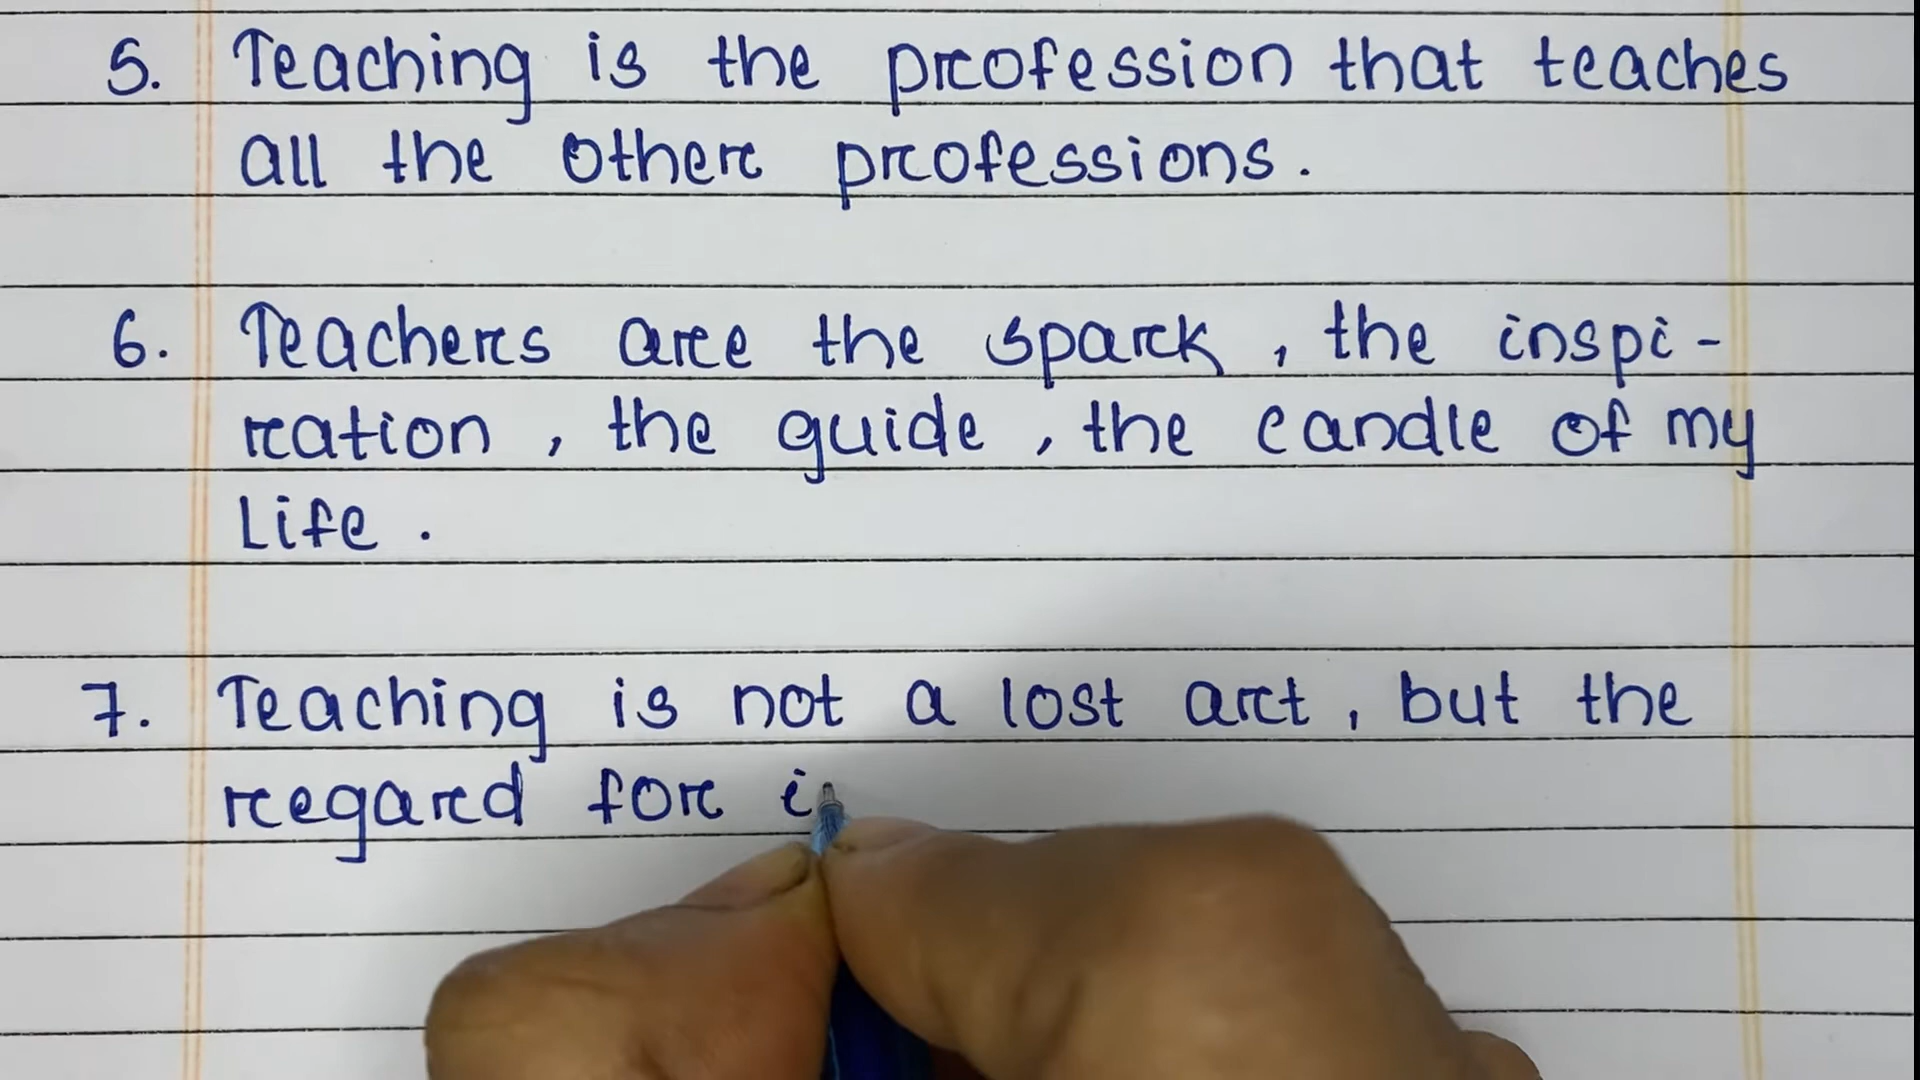 5. Teaching is the profession that teaches
all the other professions.
6. Teachers are the spark, the inspi-
ration, the guide, the candle of my
Life.
7. Teaching is not a lost art, but the
regard for i